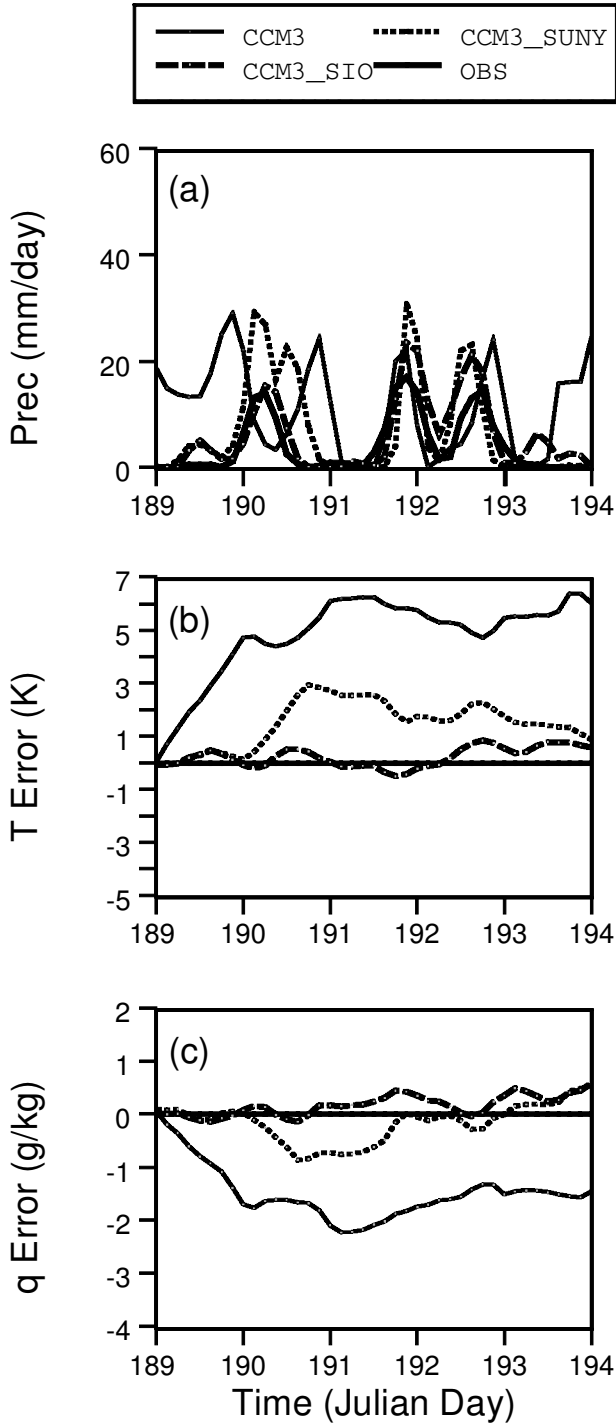 CCM3 CCM3_SUNY
CCM3_SIO OBS
60
40
20
0
(a)
Prec (mm/day)
189 190 191 192 193 194
7
5
3
1
-1
-3
-5
(b)
T Error (K)
189 190 191 192 193 194
2
1
0
-1
-2
-3
-4
(c)
q Error (g/kg)
189 190 191 192 193 194
Time (Julian Day)